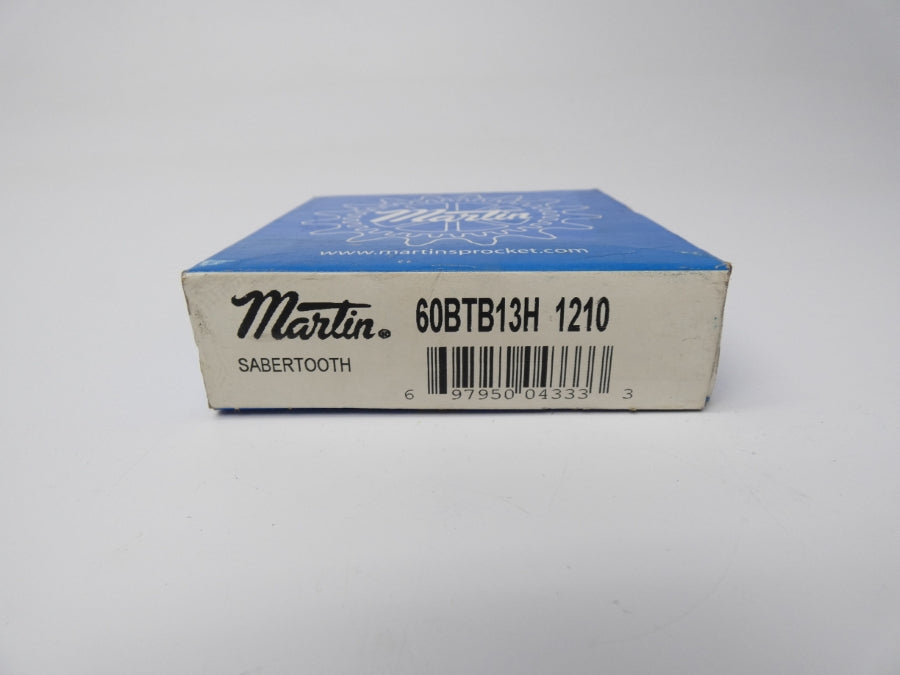 Martin
www.martinsprocket.com
Martin®
60BTB13H 1210
SABERTOOTH
6 97950 04333 3